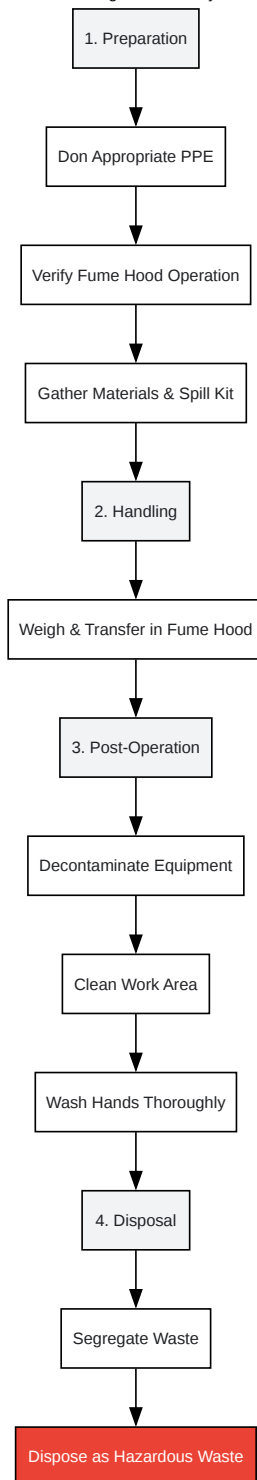 1. Preparation
Don Appropriate PPE
Verify Fume Hood Operation
Gather Materials & Spill Kit
2. Handling
Weigh & Transfer in Fume Hood
3. Post-Operation
Decontaminate Equipment
Clean Work Area
Wash Hands Thoroughly
4. Disposal
Segregate Waste
Dispose as Hazardous Waste